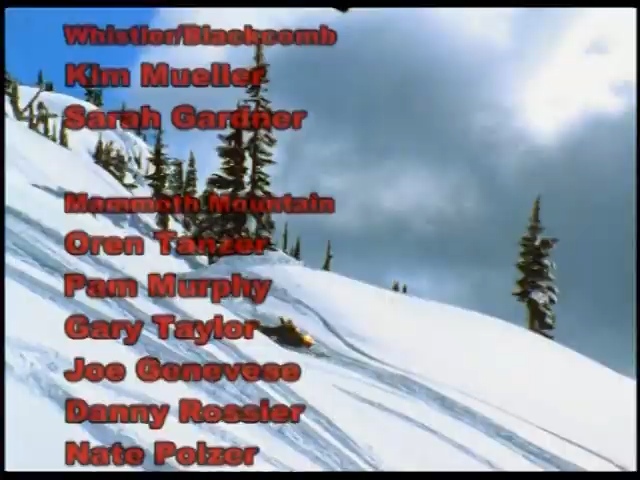 Whistler/Blackcomb
Kim Mueller
Sarah Gardner
Mammoth Mountain
Oren Tanzer
Pam Murphy
Gary Taylor
Joe Genevese
Danny Rossler
Nate Polzer